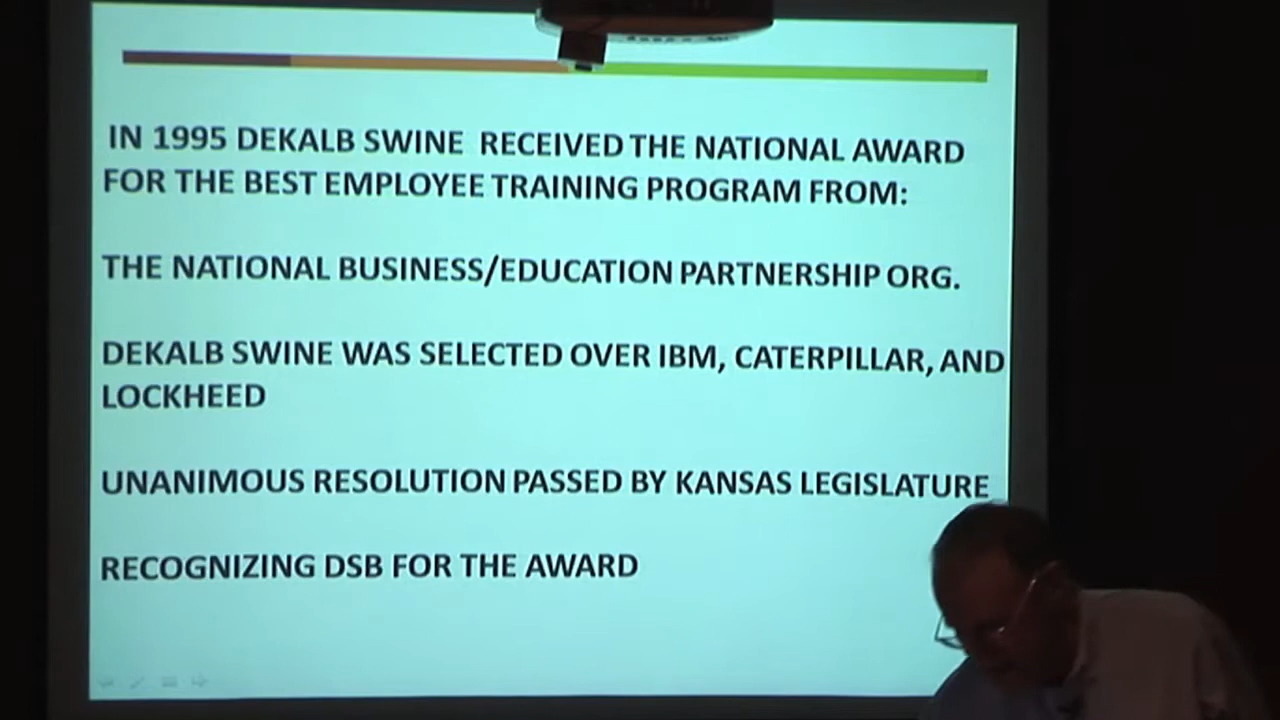 IN 1995 DEKALB SWINE RECEIVED THE NATIONAL AWARD
FOR THE BEST EMPLOYEE TRAINING PROGRAM FROM:
THE NATIONAL BUSINESS/EDUCATION PARTNERSHIP ORG.
DEKALB SWINE WAS SELECTED OVER IBM, CATERPILLAR, AND
LOCKHEED
UNANIMOUS RESOLUTION PASSED BY KANSAS LEGISLATURE
RECOGNIZING DSB FOR THE AWARD